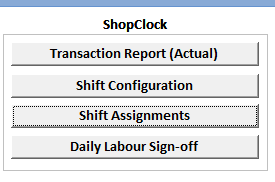 ShopClock
Transaction Report (Actual)
Shift Configuration
Shift Assignments
Daily Labour Sign-off